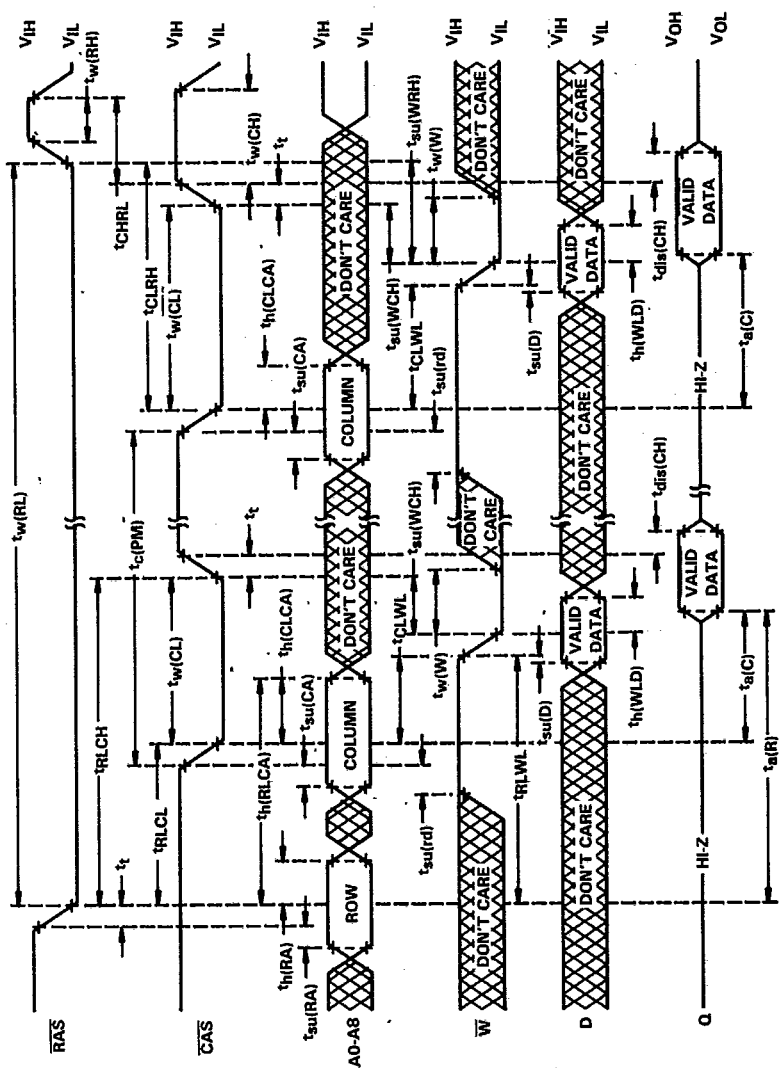 RAS
VIH
VIL
tw(RL)
tw(RH)
tt
tRLCH
tCLRH
tCHRL
CAS
VIH
VIL
tRLCL
tw(CL)
tc(PM)
tw(CL)
tt
tw(CH)
tt
th(RLCA)
th(CLCA)
th(CLCA)
th(RA)
tsu(RA)
tsu(CA)
tsu(CA)
A0-A8
ROW
COLUMN
DON'T CARE
COLUMN
DON'T CARE
VIH
VIL
tsu(rd)
tCLWL
tsu(WCH)
tw(W)
tsu(rd)
tCLWL
tsu(WCH)
tsu(WRH)
tw(W)
W
DON'T CARE
DON'T
CARE
DON'T CARE
VIH
VIL
tRLWL
tsu(D)
tsu(D)
D
DON'T CARE
VALID
DATA
DON'T CARE
VALID
DATA
DON'T CARE
VIH
VIL
th(WLD)
tdis(CH)
th(WLD)
tdis(CH)
Q
HI-Z
VALID
DATA
HI-Z
VALID
DATA
VOH
VOL
ta(C)
ta(C)
ta(R)